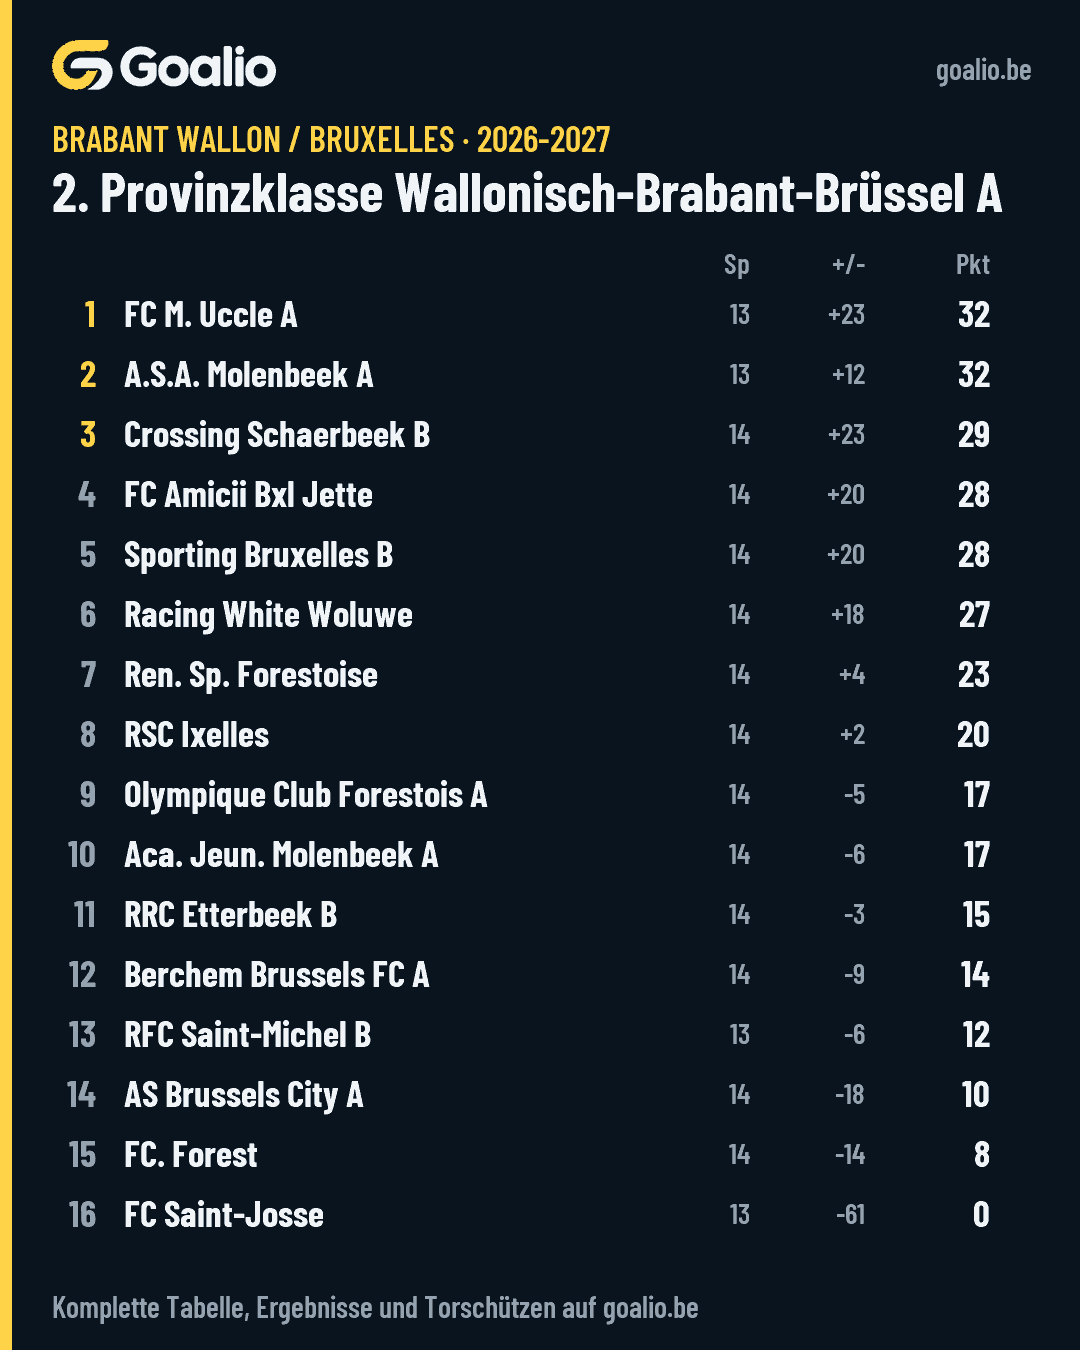 Goalio
goalio.be
BRABANT WALLON / BRUXELLES · 2026-2027
2. Provinzklasse Wallonisch-Brabant-Brüssel A
Sp +/- Pkt
1 FC M. Uccle A 13 +23 32
2 A.S.A. Molenbeek A 13 +12 32
3 Crossing Schaerbeek B 14 +23 29
4 FC Amicii Bxl Jette 14 +20 28
5 Sporting Bruxelles B 14 +20 28
6 Racing White Woluwe 14 +18 27
7 Ren. Sp. Forestoise 14 +4 23
8 RSC Ixelles 14 +2 20
9 Olympique Club Forestois A 14 -5 17
10 Aca. Jeun. Molenbeek A 14 -6 17
11 RRC Etterbeek B 14 -3 15
12 Berchem Brussels FC A 14 -9 14
13 RFC Saint-Michel B 13 -6 12
14 AS Brussels City A 14 -18 10
15 FC. Forest 14 -14 8
16 FC Saint-Josse 13 -61 0
Komplette Tabelle, Ergebnisse und Torschützen auf goalio.be